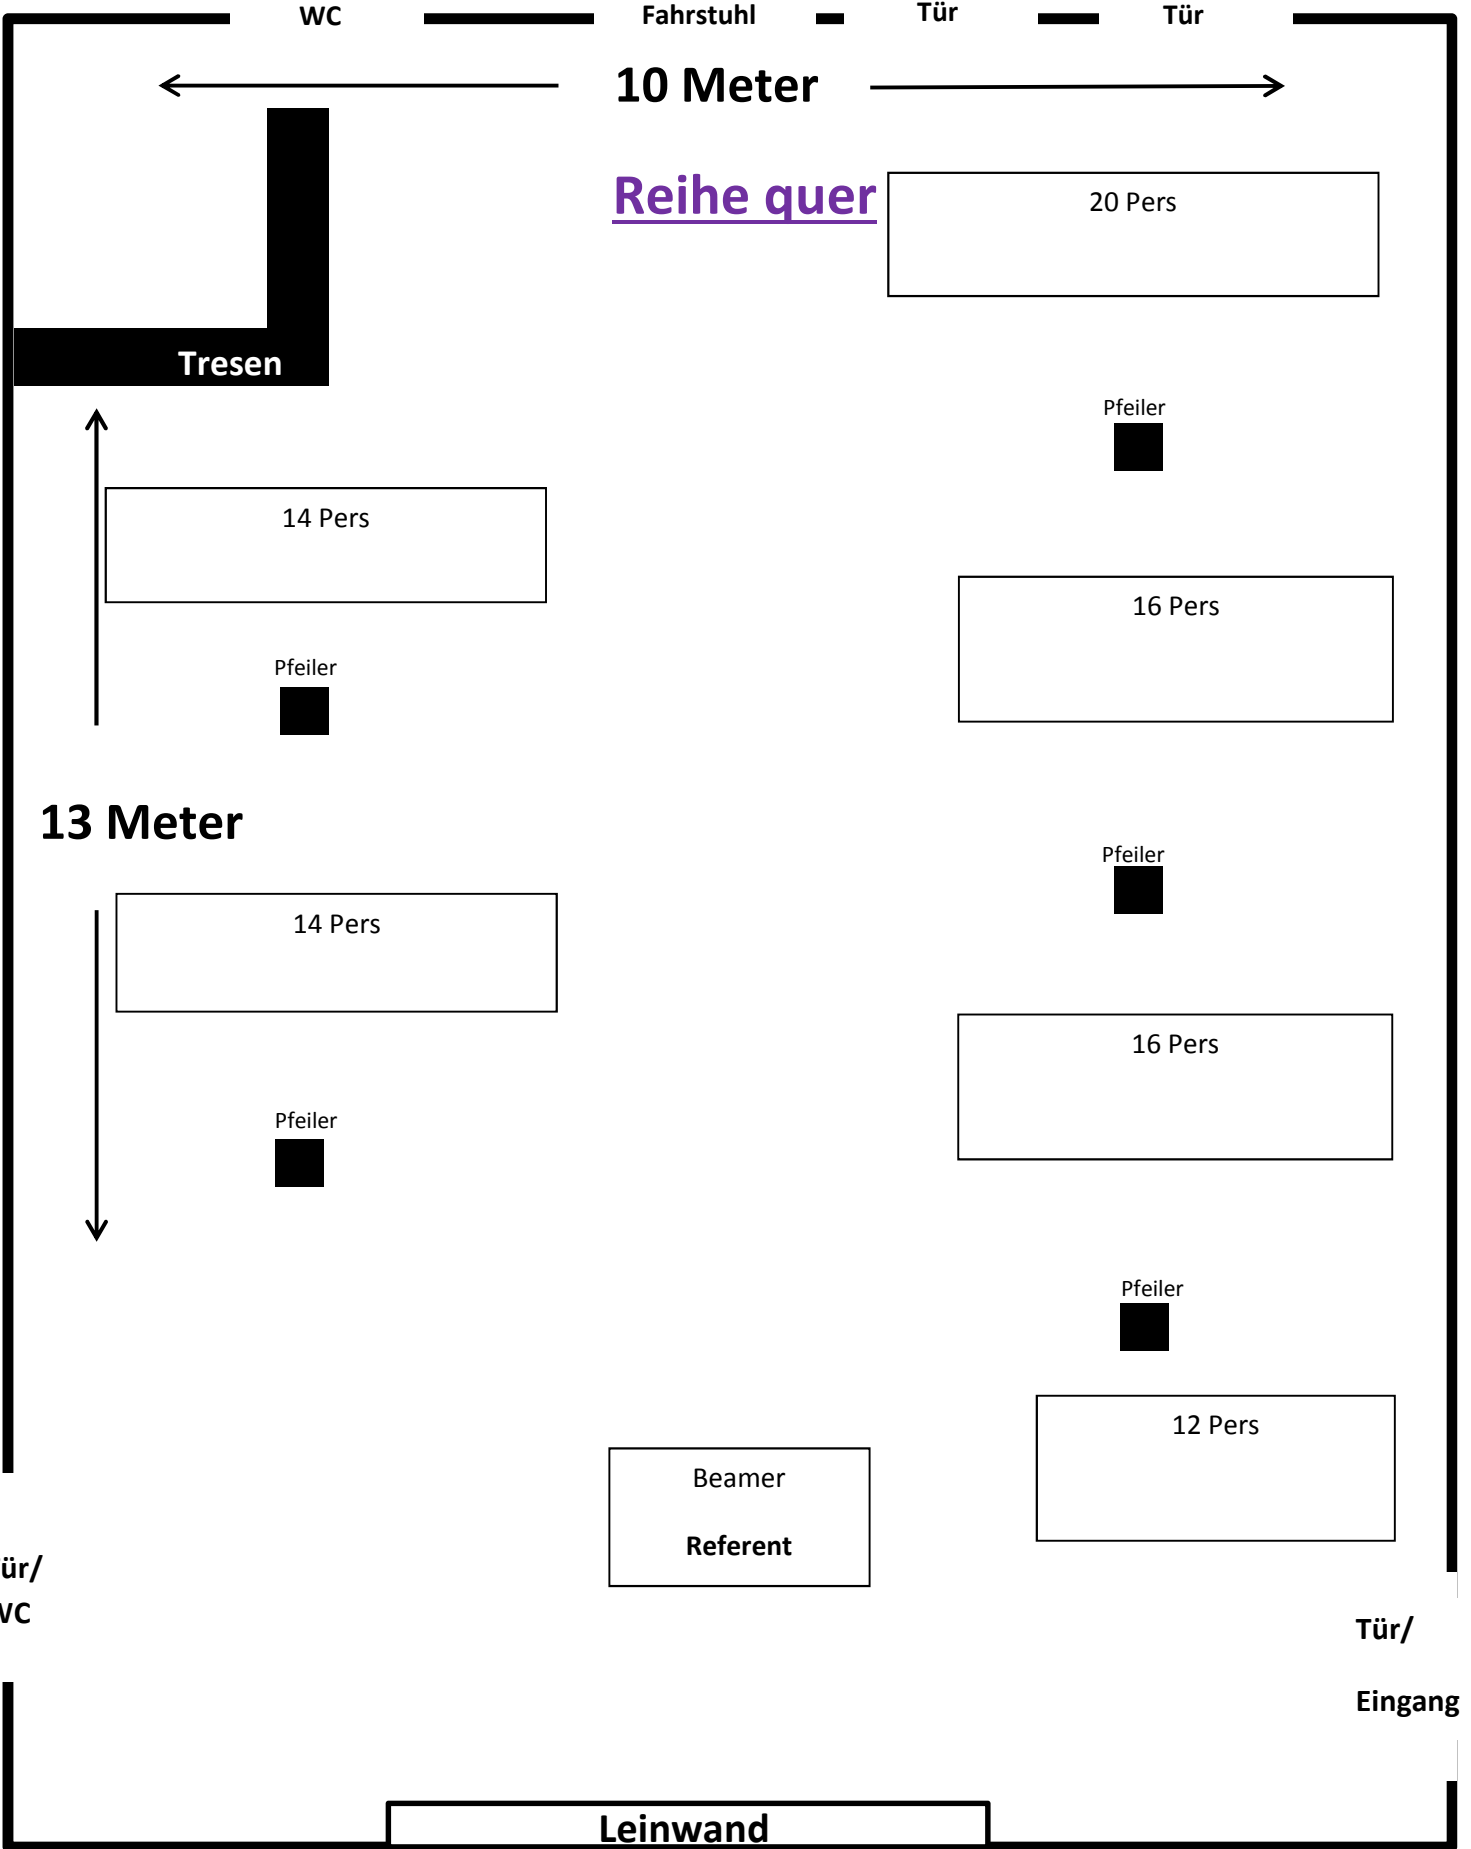 WC
Fahrstuhl
Tür
Tür
10 Meter
Reihe quer
20 Pers
Tresen
Pfeiler
14 Pers
16 Pers
Pfeiler
13 Meter
Pfeiler
14 Pers
16 Pers
Pfeiler
Pfeiler
12 Pers
Beamer
Referent
ür/
WC
Tür/
Eingang
Leinwand